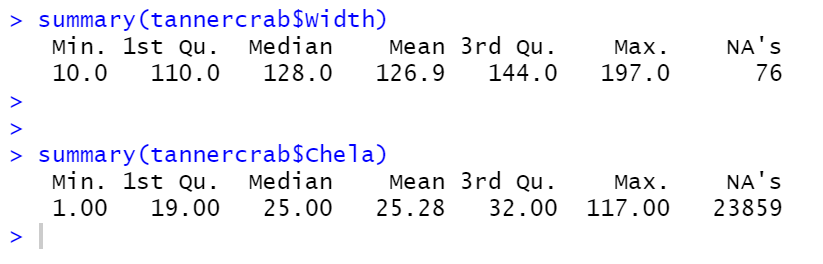 > summary(tannercrab$Width)
   Min. 1st Qu.  Median    Mean 3rd Qu.    Max.    NA's
   10.0   110.0   128.0   126.9   144.0   197.0      76
>
>
> summary(tannercrab$Chela)
   Min. 1st Qu.  Median    Mean 3rd Qu.    Max.    NA's
   1.00   19.00   25.00   25.28   32.00  117.00   23859
>